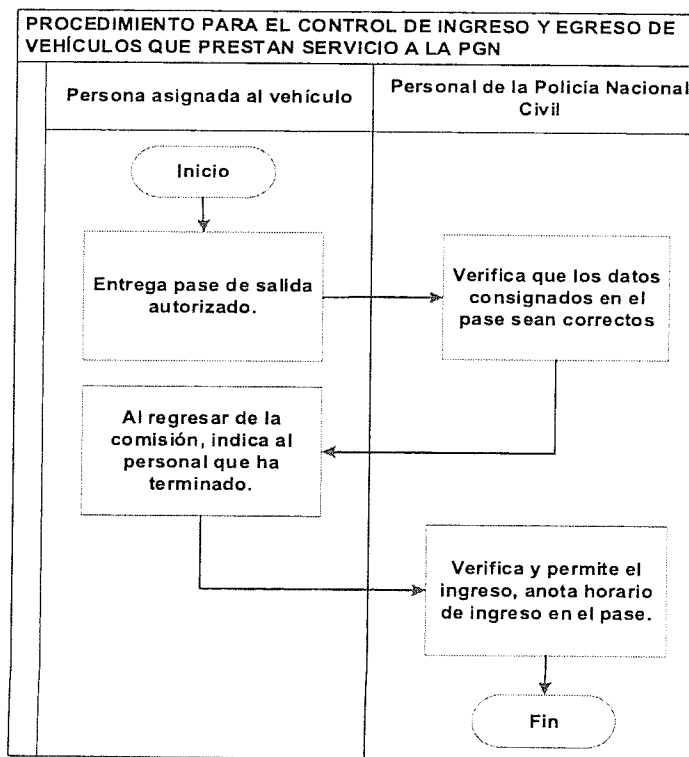 PROCEDIMIENTO PARA EL CONTROL DE INGRESO Y EGRESO DE
VEHÍCULOS QUE PRESTAN SERVICIO A LA PGN
Persona asignada al vehículo
Personal de la Policía Nacional
Civil
Inicio
Entrega pase de salida
autorizado.
Verifica que los datos
consignados en el
pase sean correctos
Al regresar de la
comisión, indica al
personal que ha
terminado.
Verifica y permite el
ingreso, anota horario
de ingreso en el pase.
Fin